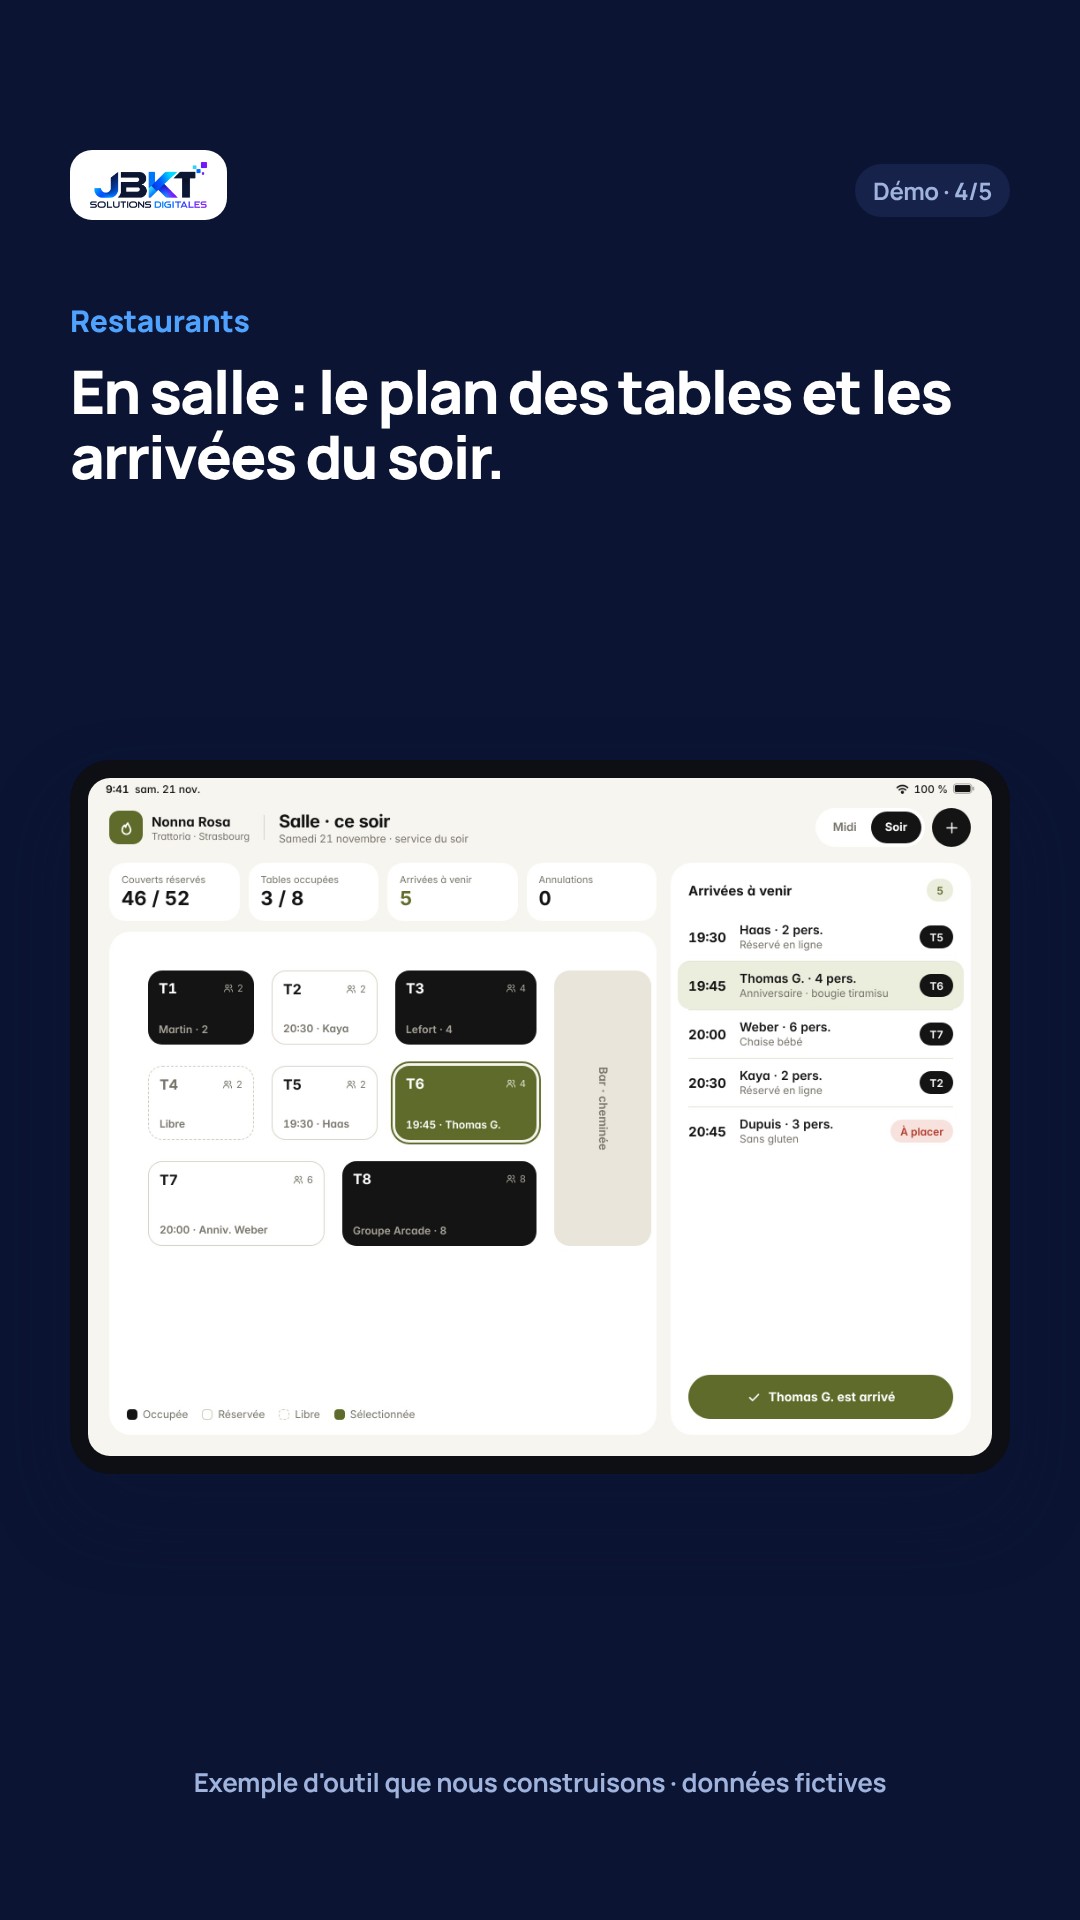 JBKT
SOLUTIONS DIGITALES
Démo · 4/5
Restaurants
En salle : le plan des tables et les
arrivées du soir.
9:41 sam. 21 nov.
100 %
Nonna Rosa
Trattoria · Strasbourg
Salle · ce soir
Samedi 21 novembre · service du soir
Midi
Soir
Couverts réservés
46 / 52
Tables occupées
3 / 8
Arrivées à venir
5
Annulations
0
T1 2
Martin · 2
T2 2
20:30 · Kaya
T3 4
Lefort · 4
T4 2
Libre
T5 2
19:30 · Haas
T6 4
19:45 · Thomas G.
T7 6
20:00 · Anniv. Weber
T8 8
Groupe Arcade · 8
Bar · cheminée
Occupée Réservée Libre Sélectionnée
Arrivées à venir 5
19:30 Haas · 2 pers. T5
Réservé en ligne
19:45 Thomas G. · 4 pers. T6
Anniversaire · bougie tiramisu
20:00 Weber · 6 pers. T7
Chaise bébé
20:30 Kaya · 2 pers. T2
Réservé en ligne
20:45 Dupuis · 3 pers. À placer
Sans gluten
Thomas G. est arrivé
Exemple d'outil que nous construisons · données fictives